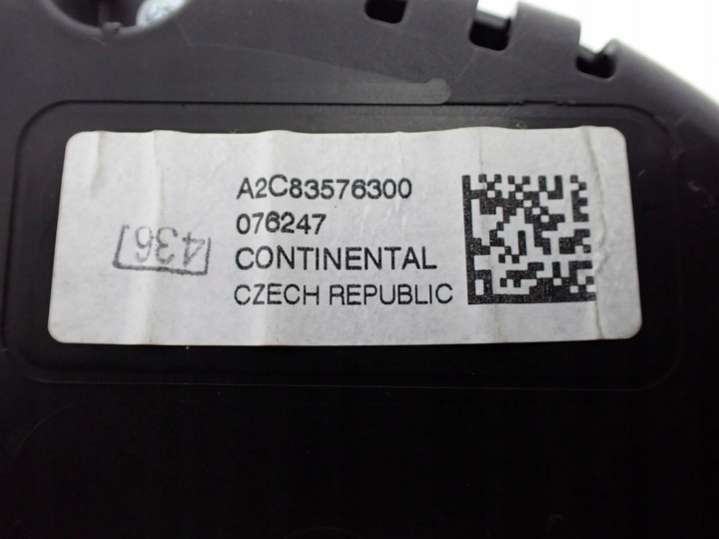 A2C83576300
076247
CONTINENTAL
CZECH REPUBLIC
436